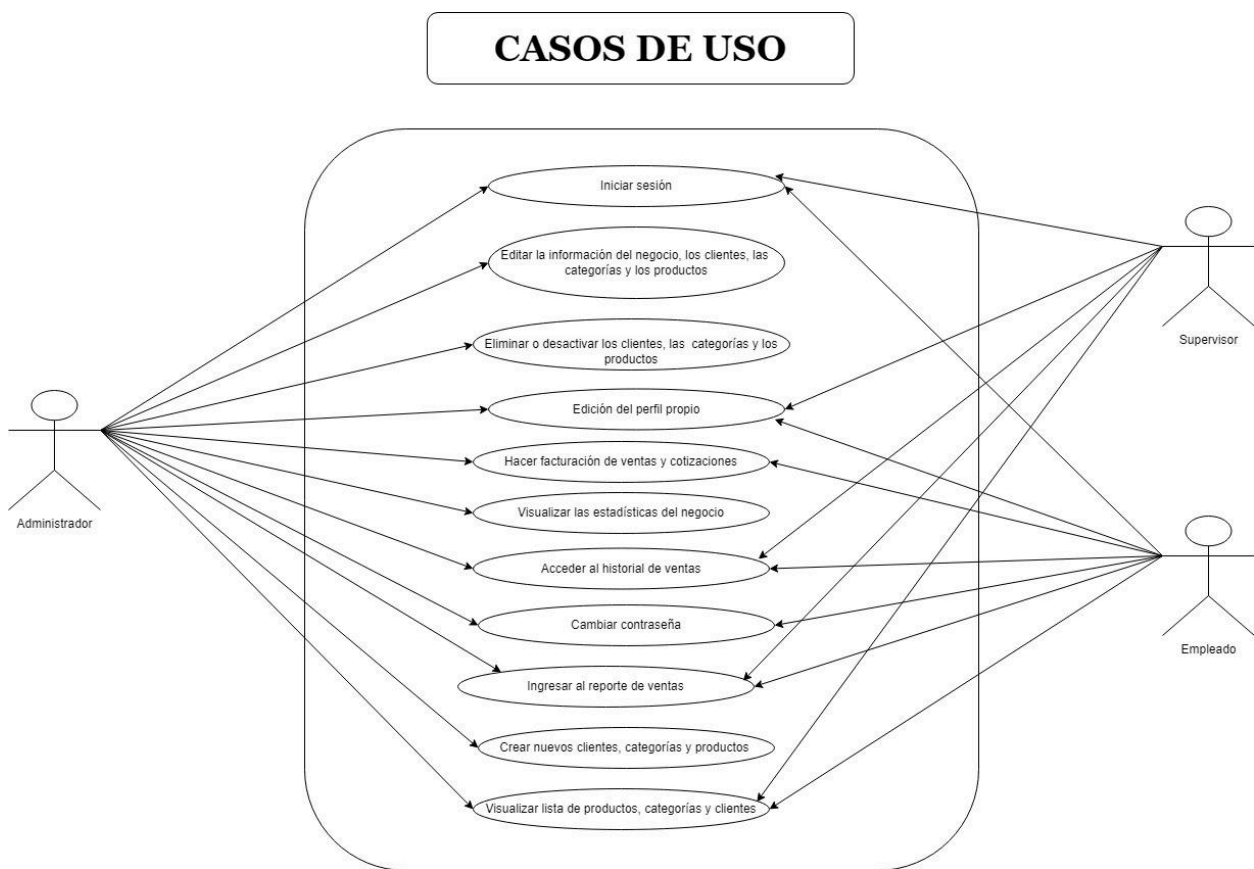 CASOS DE USO
Iniciar sesión
Editar la información del negocio, los clientes, las
categorías y los productos
Supervisor
Eliminar o desactivar los clientes, las categorías y los
productos
Edición del perfil propio
Hacer facturación de ventas y cotizaciones
Administrador
Visualizar las estadísticas del negocio
Acceder al historial de ventas
Cambiar contraseña
Empleado
Ingresar al reporte de ventas
Crear nuevos clientes, categorías y productos
Visualizar lista de productos, categorías y clientes